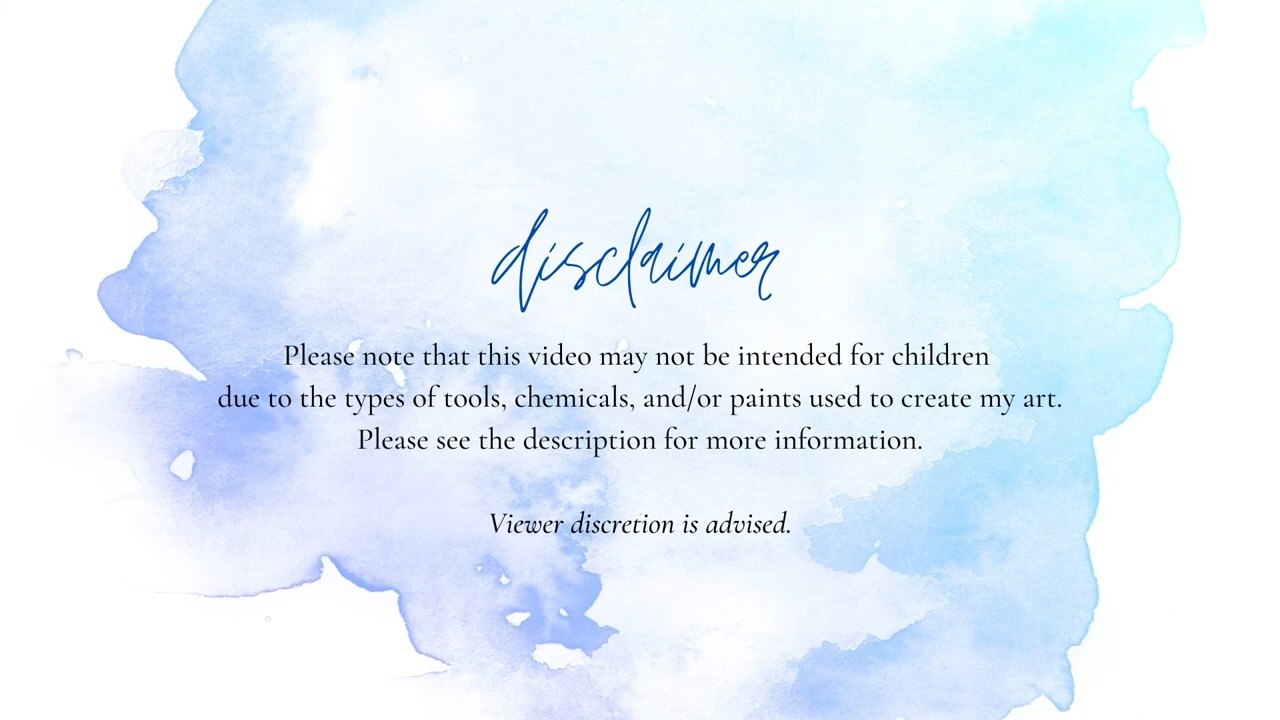 disclaimer
Please note that this video may not be intended for children
due to the types of tools, chemicals, and/or paints used to create my art.
Please see the description for more information.
Viewer discretion is advised.